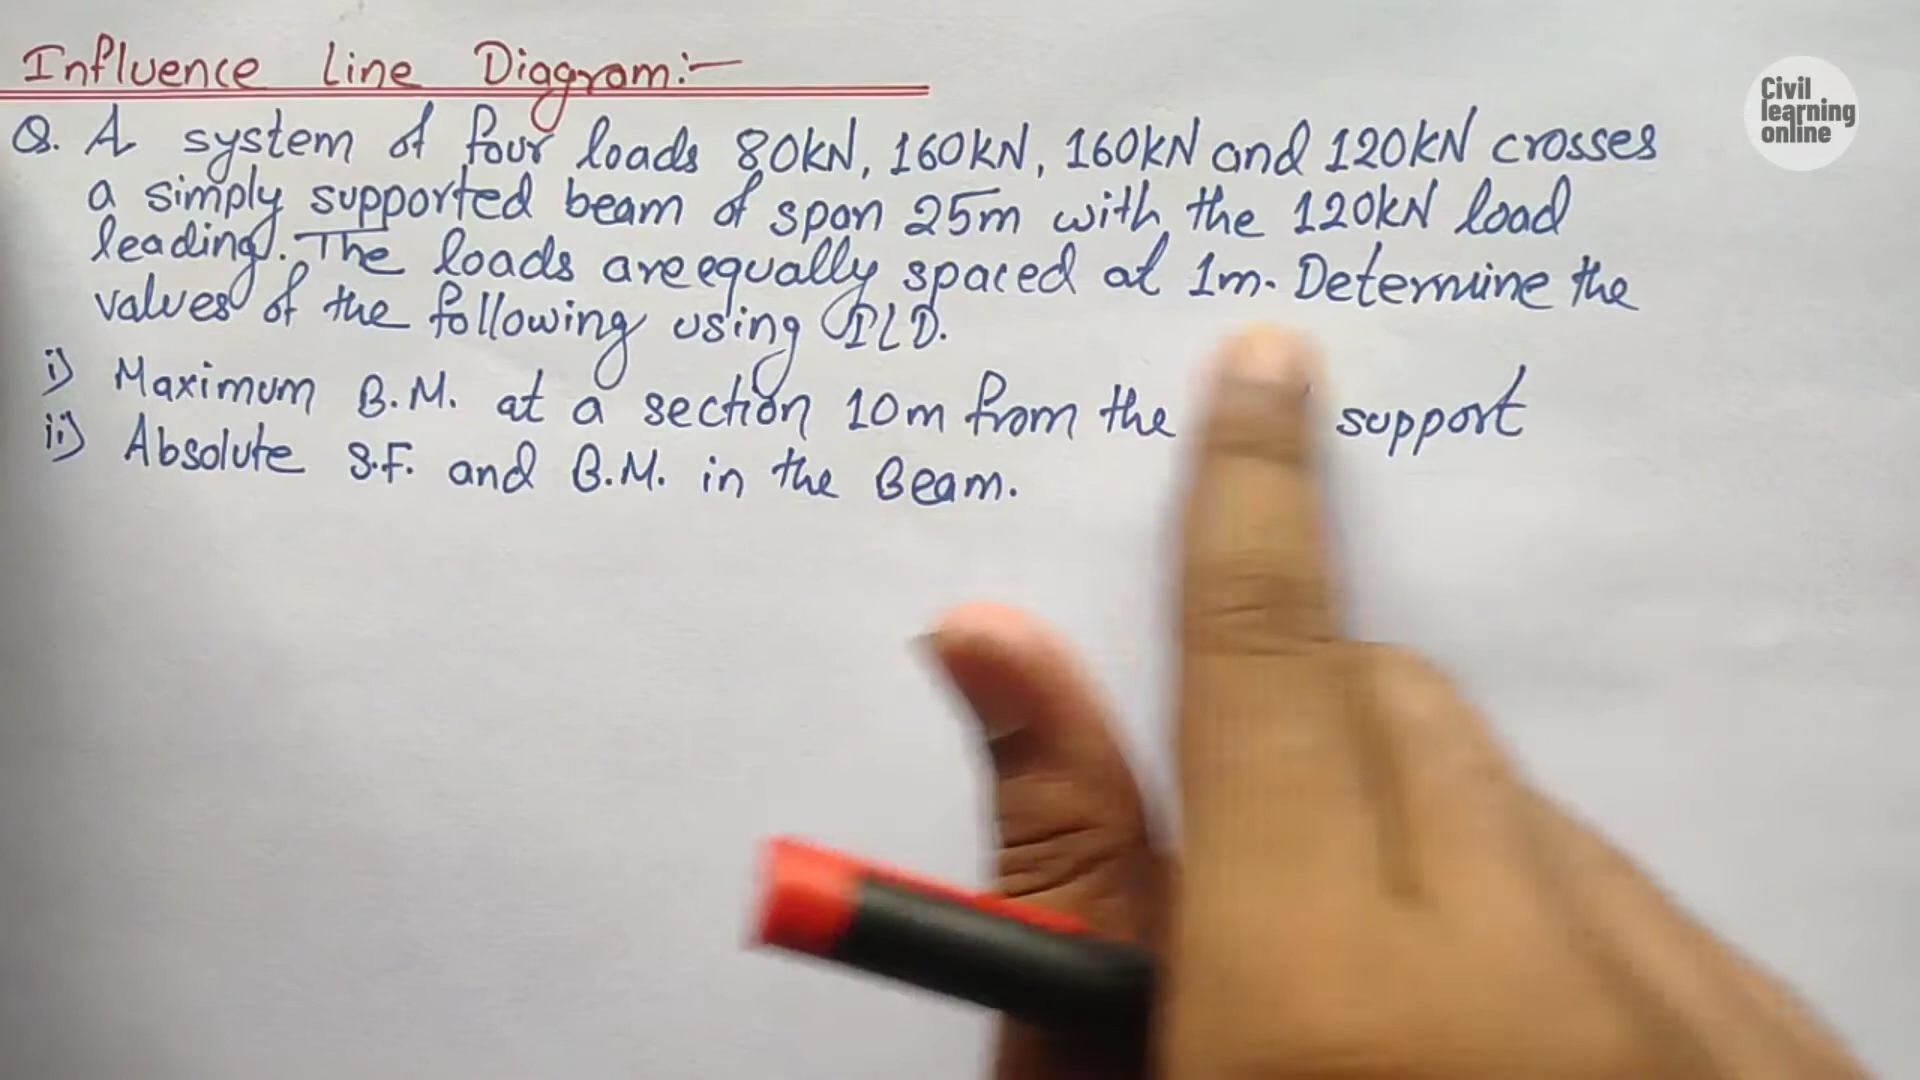 Influence Line Diagram:-
Q. A system of four loads 80kN, 160kN, 160kN and 120kN crosses
a simply supported beam of span 25m with the 120kN load
leading. The loads are equally spaced at 1m. Determine the
values of the following using ILD.
i) Maximum B.M. at a section 10m from the support
ii) Absolute S.F. and B.M. in the Beam.
Civil
learning
online